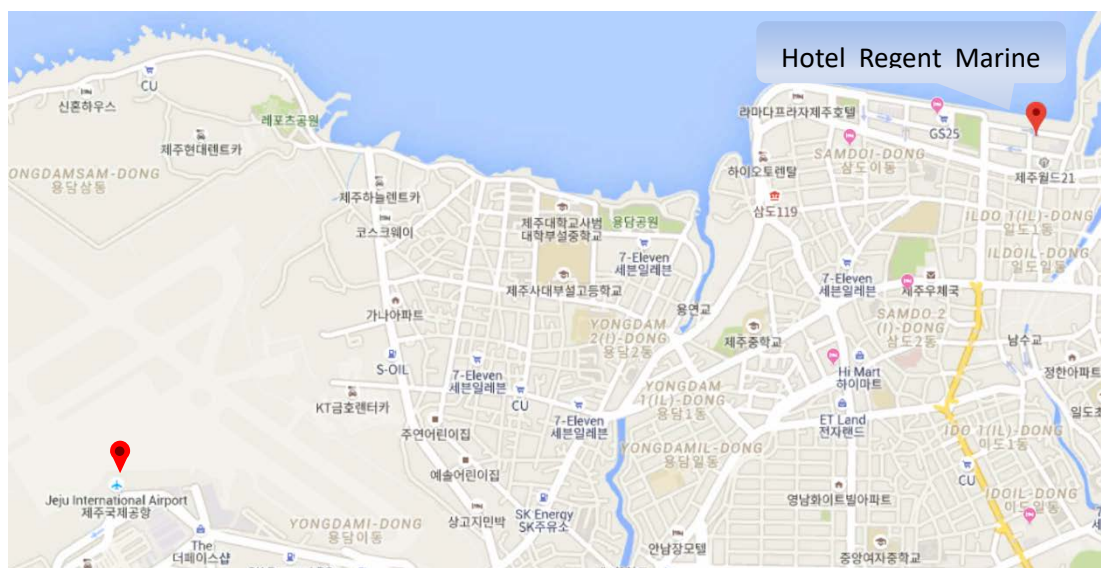 Hotel Regent Marine
CU
신혼하우스
레포츠공원
제주현대렌트카
ONGDAMSAM-DONG
용담삼동
제주하늘렌트카
코스크웨이
제주대학교사범
대학부설중학교
용담공원
7-Eleven
세븐일레븐
제주사대부설고등학교
라마다프라자제주호텔
GS25
SAMDOI-DONG
삼도이동
하이오토렌탈
제주월드21
삼도119
ILDO 1(IL)-DONG
일도1동
ILDOIL-DONG
일도일동
7-Eleven
세븐일레븐
제주우체국
가나아파트
용연교
YONGDAM
2(I)-DONG
용담2동
제주중학교
SAMDO 2
(I)-DONG
삼도2동
남수교
S-OIL
7-Eleven
세븐일레븐
Hi Mart
하이마트
정한아파트
KT금호렌터카
CU
YONGDAM
1(IL)-DONG
용담1동
7-Eleven
세븐일레븐
주연어린이집
ET Land
전자랜드
일도초
IDO 1(IL)-DONG
이도1동
YONGDAMIL-DONG
용담일동
예솔어린이집
CU
Jeju International Airport
제주국제공항
영남화이트빌아파트
IDOIL-DONG
이도일동
SK Energy
SK주유소
상고지민박
YONGDAMI-DONG
용담이동
The
더페이스샵
안남장모텔
중앙여자중학교